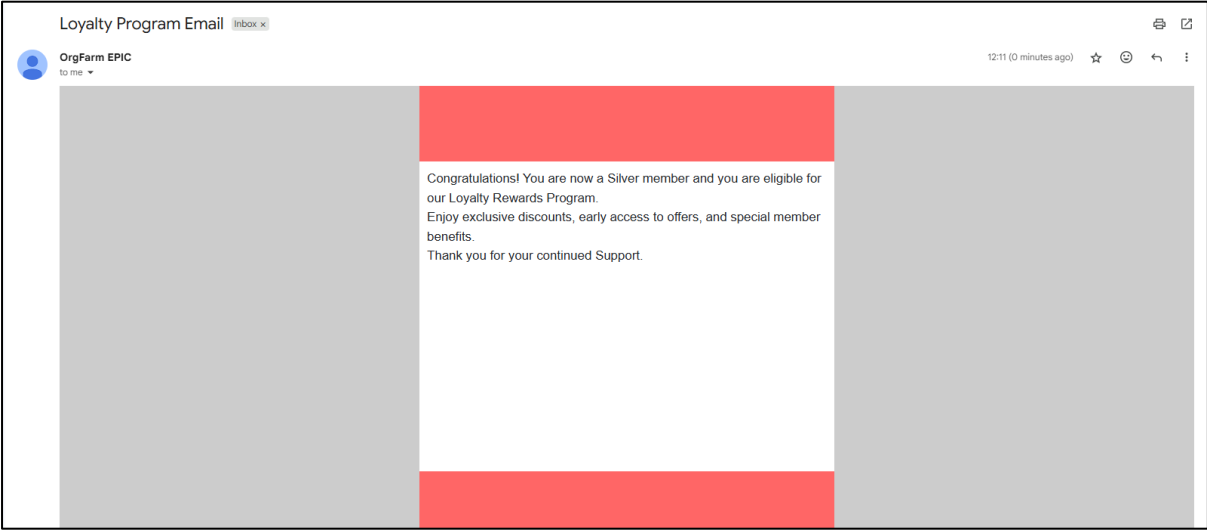 Loyalty Program Email Inbox x
OrgFarm EPIC
12:11 (0 minutes ago)
to me
Congratulations! You are now a Silver member and you are eligible for
our Loyalty Rewards Program.
Enjoy exclusive discounts, early access to offers, and special member
benefits.
Thank you for your continued Support.